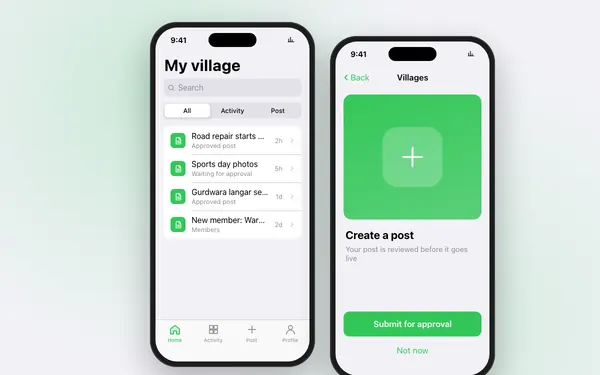 9:41
My village
Search
All Activity Post
Road repair starts ... 2h
Approved post
Sports day photos 5h
Waiting for approval
Gurdwara langar se... 1d
Approved post
New member: War... 2d
Members
Home Activity Post Profile
9:41
Back Villages
Create a post
Your post is reviewed before it goes
live
Submit for approval
Not now